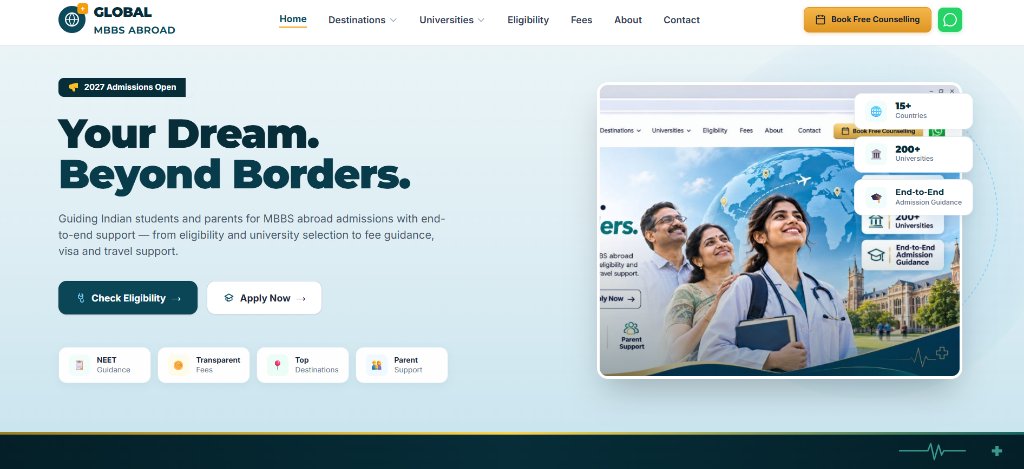 GLOBAL
MBBS ABROAD
Home
Destinations
Universities
Eligibility
Fees
About
Contact
Book Free Counselling
2027 Admissions Open
Your Dream.
Beyond Borders.
Guiding Indian students and parents for MBBS abroad admissions with end-
to-end support — from eligibility and university selection to fee guidance,
visa and travel support.
Check Eligibility →
Apply Now →
NEET
Guidance
Transparent
Fees
Top
Destinations
Parent
Support
Destinations
Universities
Eligibility
Fees
About
Contact
Book Free Counselling
ers.
BS abroad
eligibility and
avel support.
ly Now →
Parent
Support
15+
Countries
200+
Universities
End-to-End
Admission Guidance
200+
Universities
End-to-End
Admission
Guidance